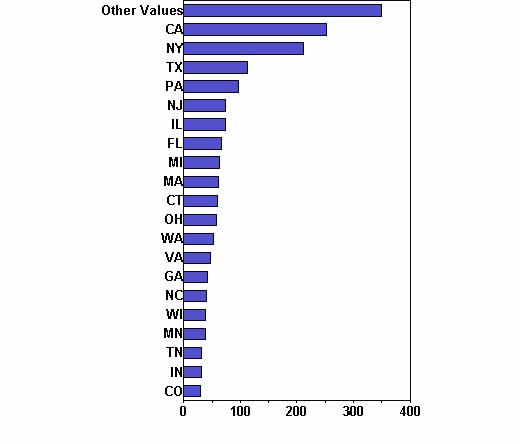 Other Values
CA
NY
TX
PA
NJ
IL
FL
MI
MA
CT
OH
WA
VA
GA
NC
WI
MN
TN
IN
CO
0 100 200 300 400